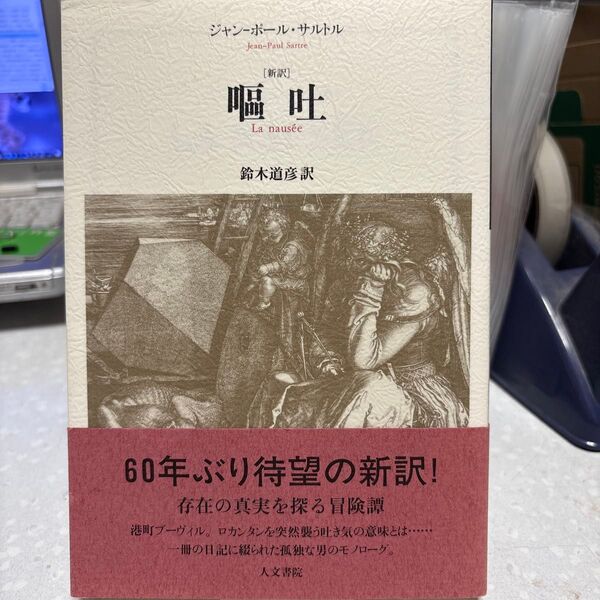 ジャン-ポール・サルトル
Jean-Paul Sartre
[新訳]
嘔吐
La nausée
鈴木道彦訳
60年ぶり待望の新訳!
存在の真実を探る冒険譚
港町ブーヴィル。ロカンタンを突然襲う吐き気の意味とは……
一冊の日記に綴られた孤独な男のモノローグ。
人文書院